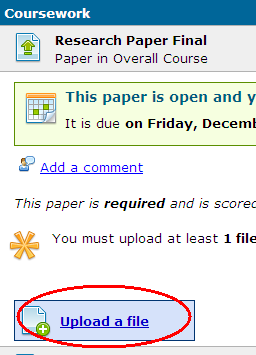 Coursework
Research Paper Final
Paper in Overall Course
This paper is open and y
It is due on Friday, Decemb
Add a comment
This paper is required and is scored
You must upload at least 1 file
Upload a file